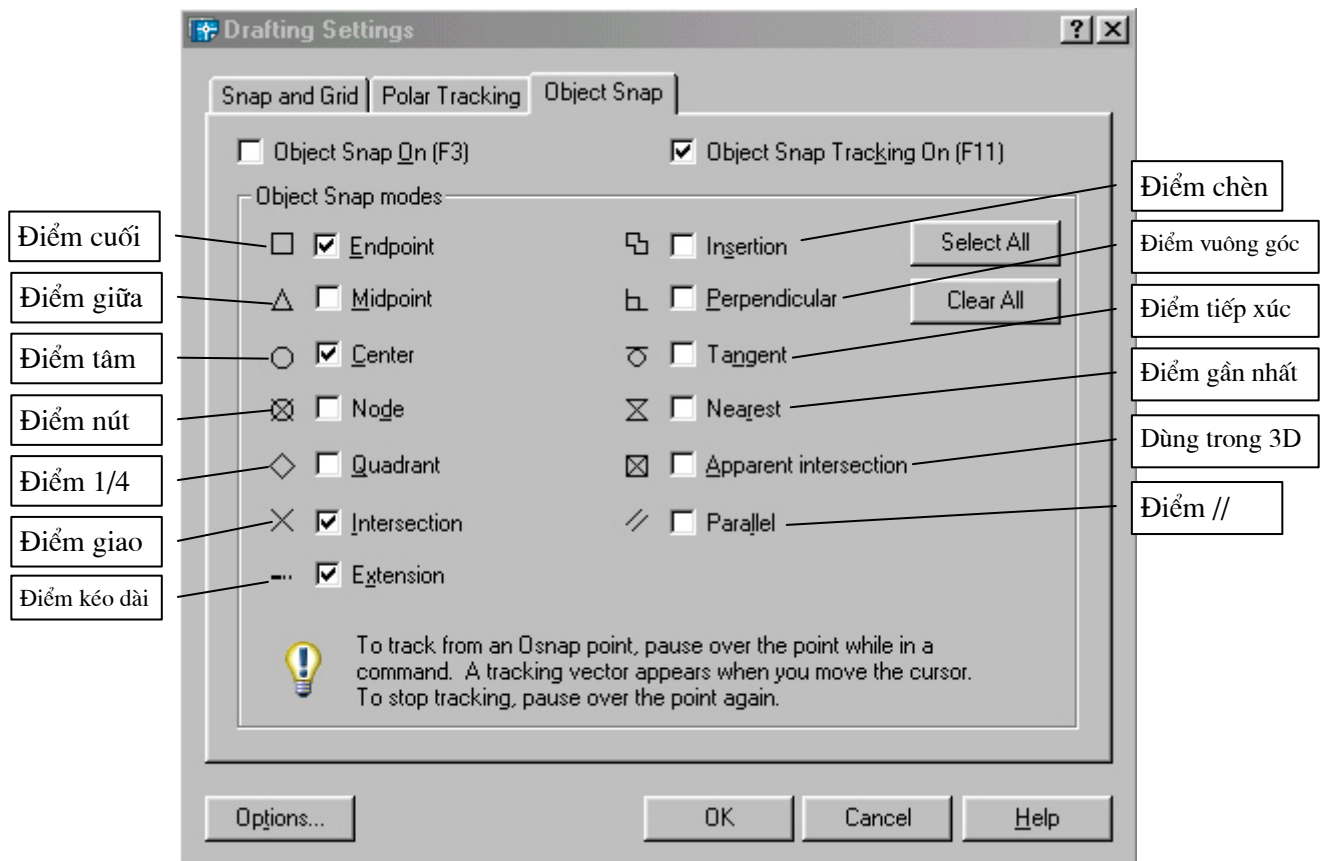 Drafting Settings
Snap and Grid
Polar Tracking
Object Snap
Object Snap On (F3)
Object Snap Tracking On (F11)
Object Snap modes
Điểm cuối
Endpoint
Insertion
Select All
Điểm chèn
Điểm giữa
Midpoint
Perpendicular
Clear All
Điểm vuông góc
Điểm tâm
Center
Tangent
Điểm tiếp xúc
Điểm nút
Node
Nearest
Điểm gần nhất
Điểm 1/4
Quadrant
Apparent intersection
Dùng trong 3D
Điểm giao
Intersection
Parallel
Điểm //
Điểm kéo dài
Extension
To track from an Osnap point, pause over the point while in a
command. A tracking vector appears when you move the cursor.
To stop tracking, pause over the point again.
Options...
OK
Cancel
Help